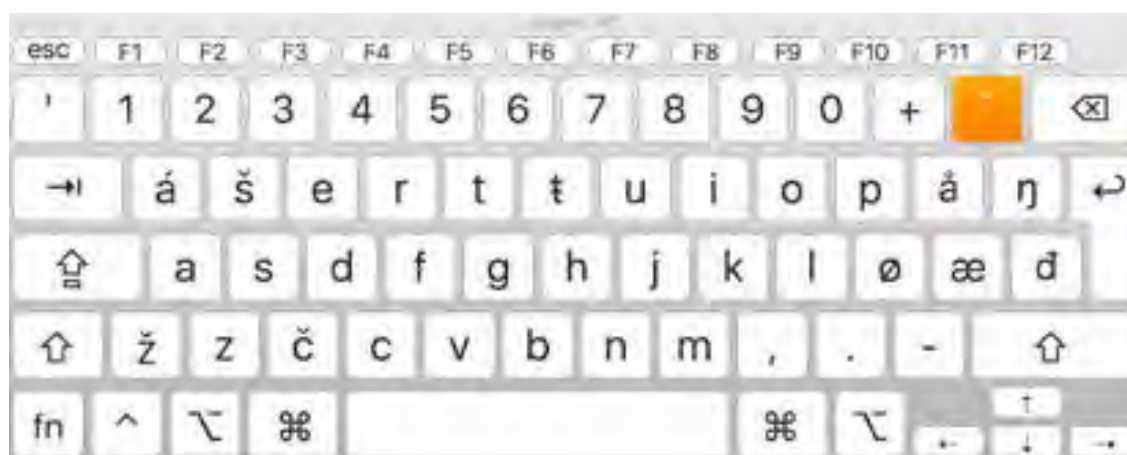 esc F1 F2 F3 F4 F5 F6 F7 F8 F9 F10 F11 F12
' 1 2 3 4 5 6 7 8 9 0 + ˇ ⌫
⇥ á š e r t ŧ u i o p å ŋ ↩
⇪ a s d f g h j k l ø æ đ
⇧ ž z č c v b n m , . - ⇧
fn ^ ⌥ ⌘ ⌘ ⌥ ← ↑ ↓ →